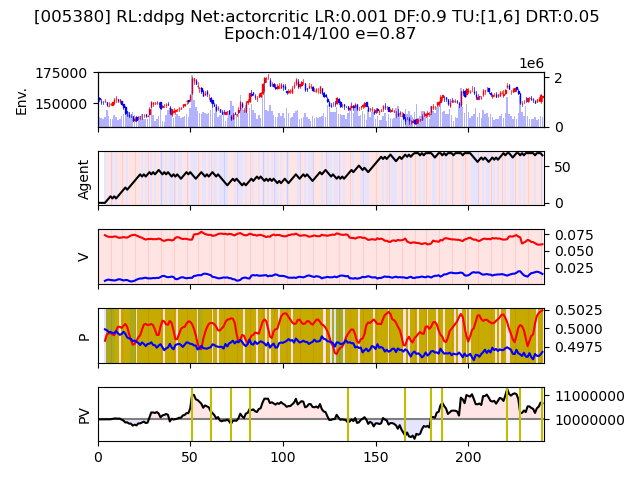 [005380] RL:ddpg Net:actorcritic LR:0.001 DF:0.9 TU:[1,6] DRT:0.05
Epoch:014/100 e=0.87
1e6
175000
150000
Env.
2
0
Agent
50
0
V
0.075
0.050
0.025
P
0.5025
0.5000
0.4975
PV
11000000
10000000
0
50
100
150
200